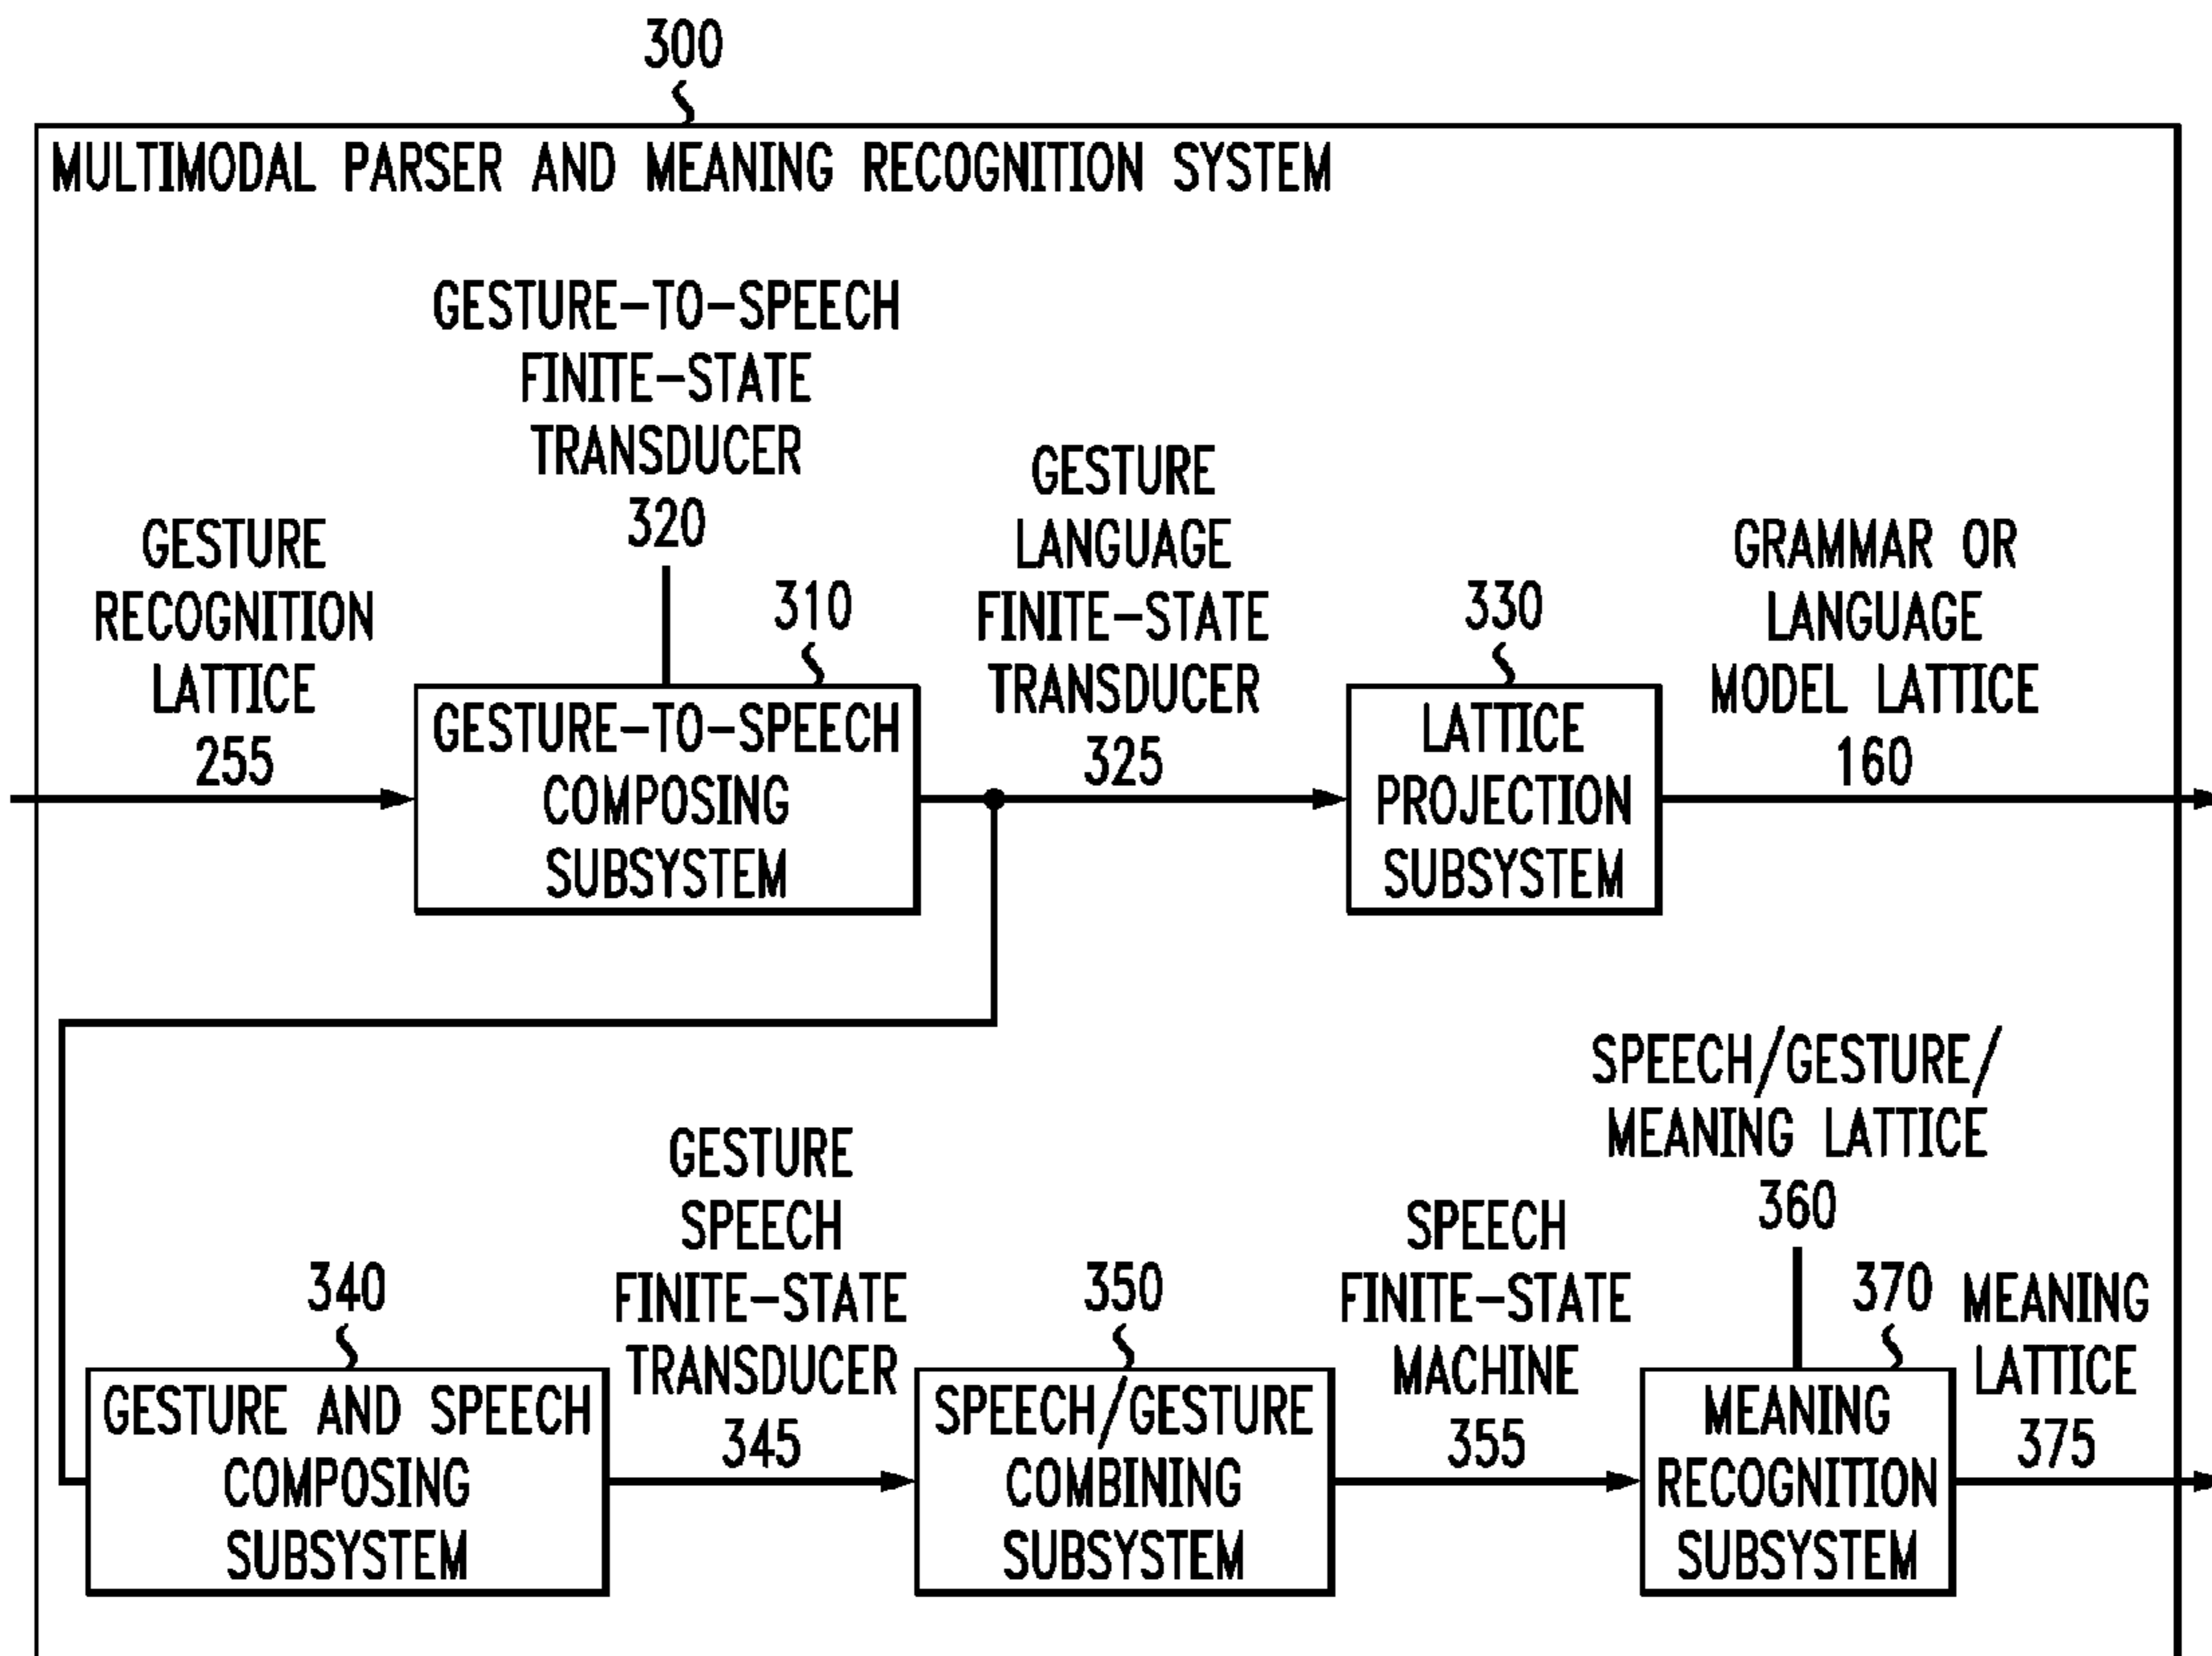 300
MULTIMODAL PARSER AND MEANING RECOGNITION SYSTEM
GESTURE-TO-SPEECH
FINITE-STATE
TRANSDUCER
320
GESTURE
RECOGNITION
LATTICE
255
310
GESTURE-TO-SPEECH
COMPOSING
SUBSYSTEM
GESTURE
LANGUAGE
FINITE-STATE
TRANSDUCER
325
330
LATTICE
PROJECTION
SUBSYSTEM
GRAMMAR OR
LANGUAGE
MODEL LATTICE
160
340
GESTURE AND SPEECH
COMPOSING
SUBSYSTEM
GESTURE
SPEECH
FINITE-STATE
TRANSDUCER
345
350
SPEECH/GESTURE
COMBINING
SUBSYSTEM
SPEECH
FINITE-STATE
MACHINE
355
SPEECH/GESTURE/
MEANING LATTICE
360
370
MEANING
RECOGNITION
SUBSYSTEM
MEANING
LATTICE
375